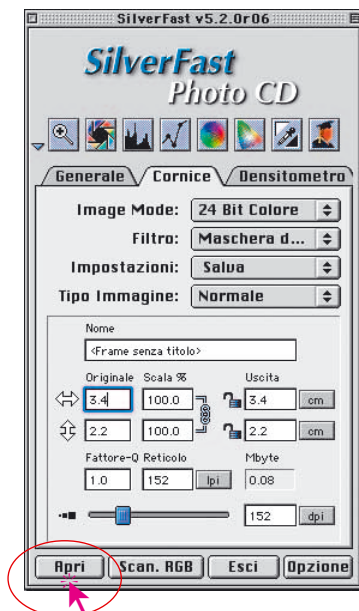 SilverFast v5.2.0r06
SilverFast
Photo CD
Generale Cornice Densitometro
Image Mode: 24 Bit Colore
Filtro: Maschera d...
Impostazioni: Salva
Tipo Immagine: Normale
Nome
<Frame senza titolo>
Originale Scala % Uscita
3.4 100.0 3.4 cm
2.2 100.0 2.2 cm
Fattore-Q Reticolo Mbyte
1.0 152 lpi 0.08
152 dpi
Apri Scan. RGB Esci Opzione